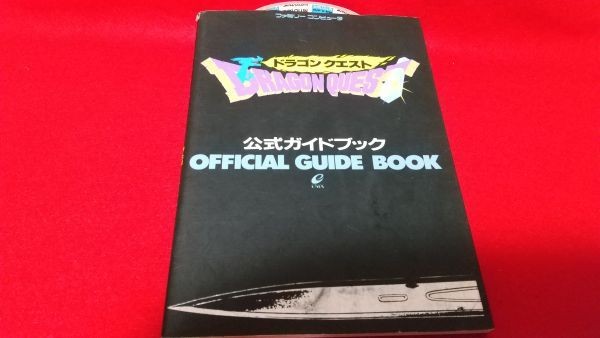 ファミリーコンピュータ
ドラゴンクエスト
DRAGON QUEST
公式ガイドブック
OFFICIAL GUIDE BOOK
ENIX